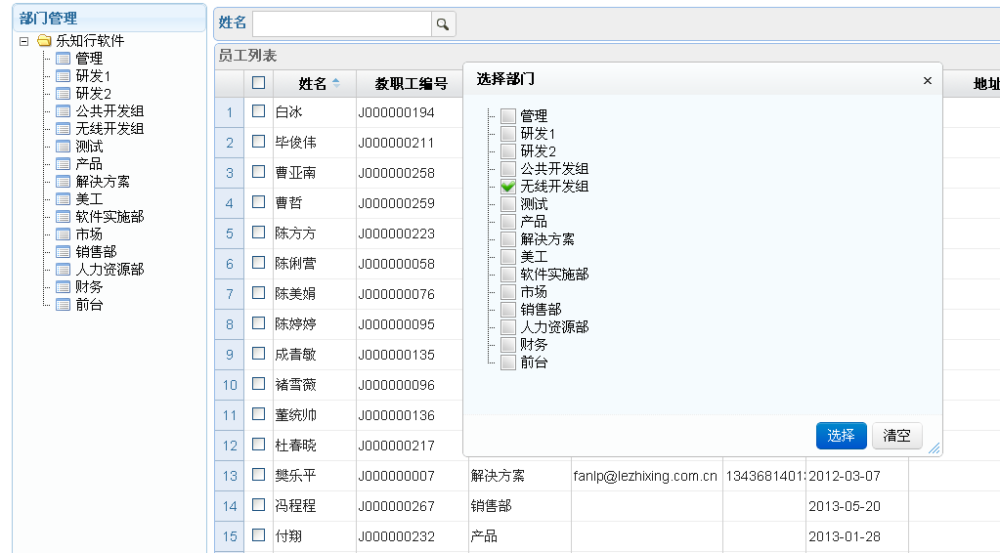 部门管理
乐知行软件
管理
研发1
研发2
公共开发组
无线开发组
测试
产品
解决方案
美工
软件实施部
市场
销售部
人力资源部
财务
前台
姓名
员工列表
姓名 教职工编号 地址
1 白冰 J000000194
2 毕俊伟 J000000211
3 曹亚南 J000000258
4 曹哲 J000000259
5 陈方方 J000000223
6 陈俐营 J000000058
7 陈美娟 J000000076
8 陈婷婷 J000000095
9 成青敏 J000000135
10 褚雪薇 J000000096
11 董统帅 J000000136
12 杜春晓 J000000217
13 樊乐平 J000000007 解决方案 fanlp@lezhixing.com.cn 1343681401 2012-03-07
14 冯程程 J000000267 销售部 2013-05-20
15 付翔 J000000232 产品 2013-01-28
选择部门 ×
管理
研发1
研发2
公共开发组
无线开发组
测试
产品
解决方案
美工
软件实施部
市场
销售部
人力资源部
财务
前台
选择 清空